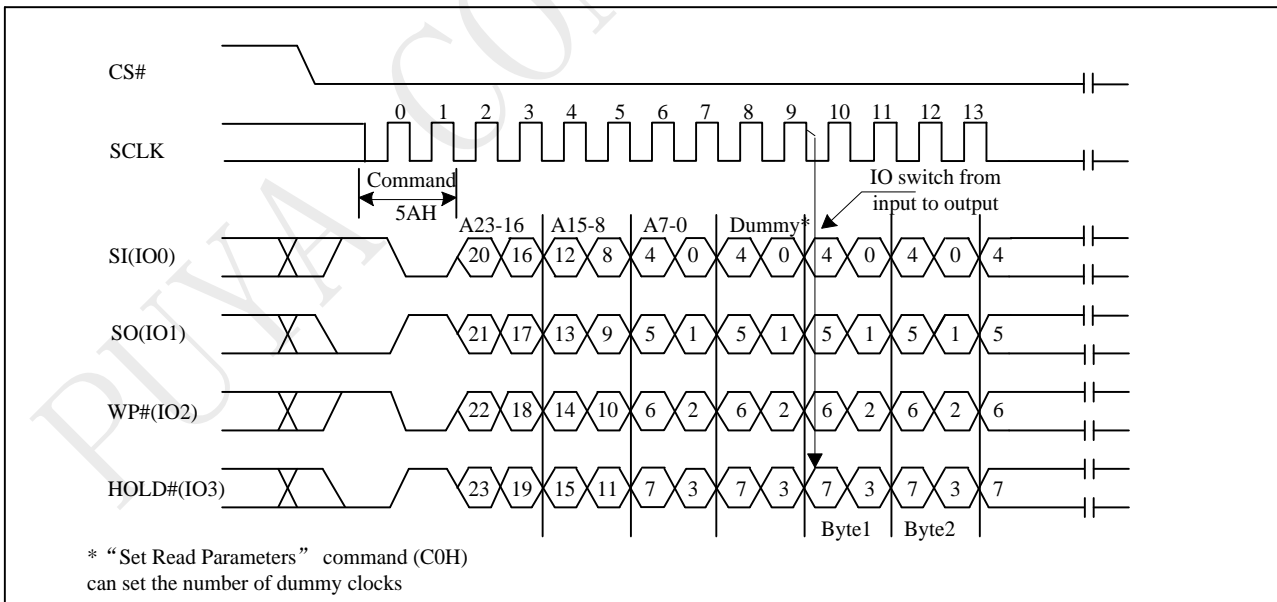 PUYA CON
CS#
0 1 2 3 4 5 6 7 8 9 10 11 12 13
SCLK
Command
5AH
IO switch from
input to output
A23-16 A15-8 A7-0 Dummy*
SI(IO0) 20 16 12 8 4 0 4 0 4 0 4 0 4
SO(IO1) 21 17 13 9 5 1 5 1 5 1 5 1 5
WP#(IO2) 22 18 14 10 6 2 6 2 6 2 6 2 6
HOLD#(IO3) 23 19 15 11 7 3 7 3 7 3 7 3 7
Byte1 Byte2
* “Set Read Parameters” command (C0H)
can set the number of dummy clocks